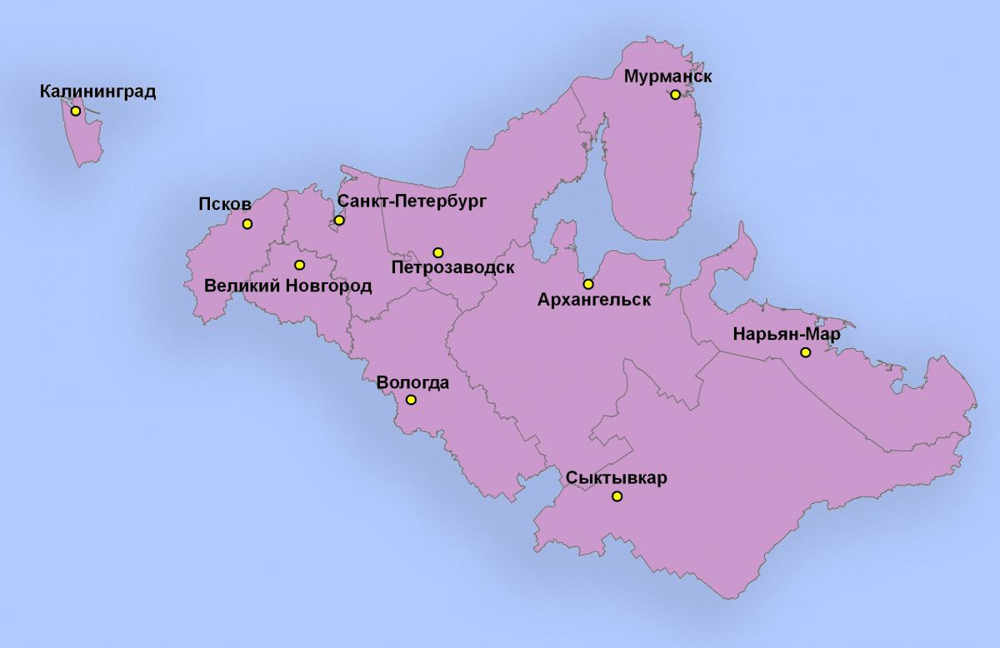 Мурманск
Калининград
Санкт-Петербург
Псков
Петрозаводск
Великий Новгород
Архангельск
Нарьян-Мар
Вологда
Сыктывкар